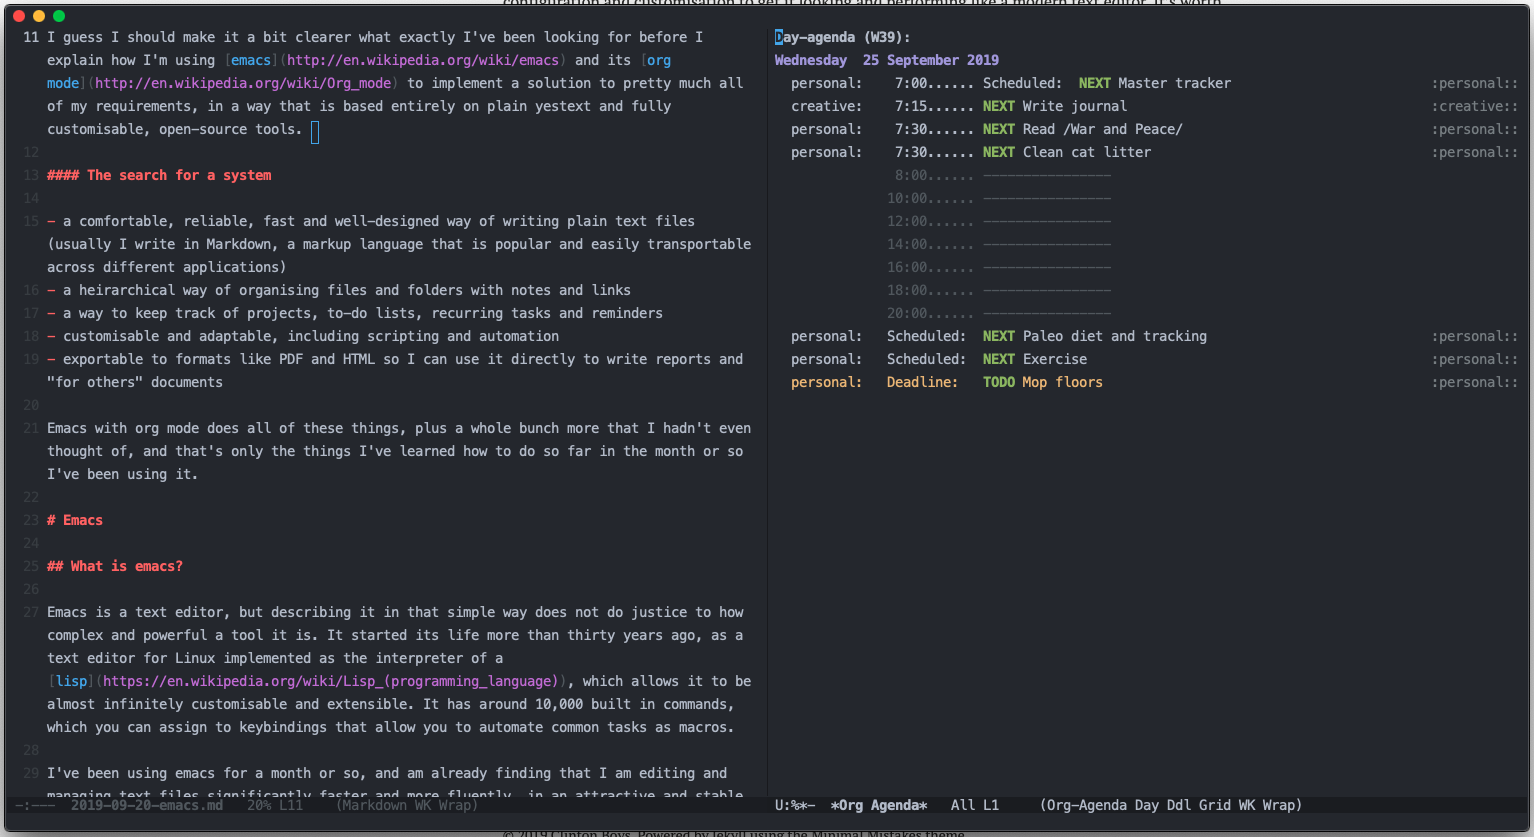 11 I guess I should make it a bit clearer what exactly I've been looking for before I
explain how I'm using [emacs](http://en.wikipedia.org/wiki/emacs) and its [org
mode](http://en.wikipedia.org/wiki/Org_mode) to implement a solution to pretty much all
of my requirements, in a way that is based entirely on plain yestext and fully
customisable, open-source tools.
12
13 #### The search for a system
14
15 - a comfortable, reliable, fast and well-designed way of writing plain text files
(usually I write in Markdown, a markup language that is popular and easily transportable
across different applications)
16 - a heirarchical way of organising files and folders with notes and links
17 - a way to keep track of projects, to-do lists, recurring tasks and reminders
18 - customisable and adaptable, including scripting and automation
19 - exportable to formats like PDF and HTML so I can use it directly to write reports and
"for others" documents
20
21 Emacs with org mode does all of these things, plus a whole bunch more that I hadn't even
thought of, and that's only the things I've learned how to do so far in the month or so
I've been using it.
22
23 # Emacs
24
25 ## What is emacs?
26
27 Emacs is a text editor, but describing it in that simple way does not do justice to how
complex and powerful a tool it is. It started its life more than thirty years ago, as a
text editor for Linux implemented as the interpreter of a
[lisp](https://en.wikipedia.org/wiki/Lisp_(programming_language)), which allows it to be
almost infinitely customisable and extensible. It has around 10,000 built in commands,
which you can assign to keybindings that allow you to automate common tasks as macros.
28
29 I've been using emacs for a month or so, and am already finding that I am editing and
managing text files significantly faster and more fluently, in an attractive and stable
-:--- 2019-09-20-emacs.md 20% L11 (Markdown WK Wrap)
Day-agenda (W39):
Wednesday 25 September 2019
personal: 7:00...... Scheduled: NEXT Master tracker :personal::
creative: 7:15...... NEXT Write journal :creative::
personal: 7:30...... NEXT Read /War and Peace/ :personal::
personal: 7:30...... NEXT Clean cat litter :personal::
8:00...... ----------------
10:00...... ----------------
12:00...... ----------------
14:00...... ----------------
16:00...... ----------------
18:00...... ----------------
20:00...... ----------------
personal: Scheduled: NEXT Paleo diet and tracking :personal::
personal: Scheduled: NEXT Exercise :personal::
personal: Deadline: TODO Mop floors :personal::
U:%*- *Org Agenda* All L1 (Org-Agenda Day Ddl Grid WK Wrap)
© 2019 Clinton Boys. Powered by Jekyll using the Minimal Mistakes theme.